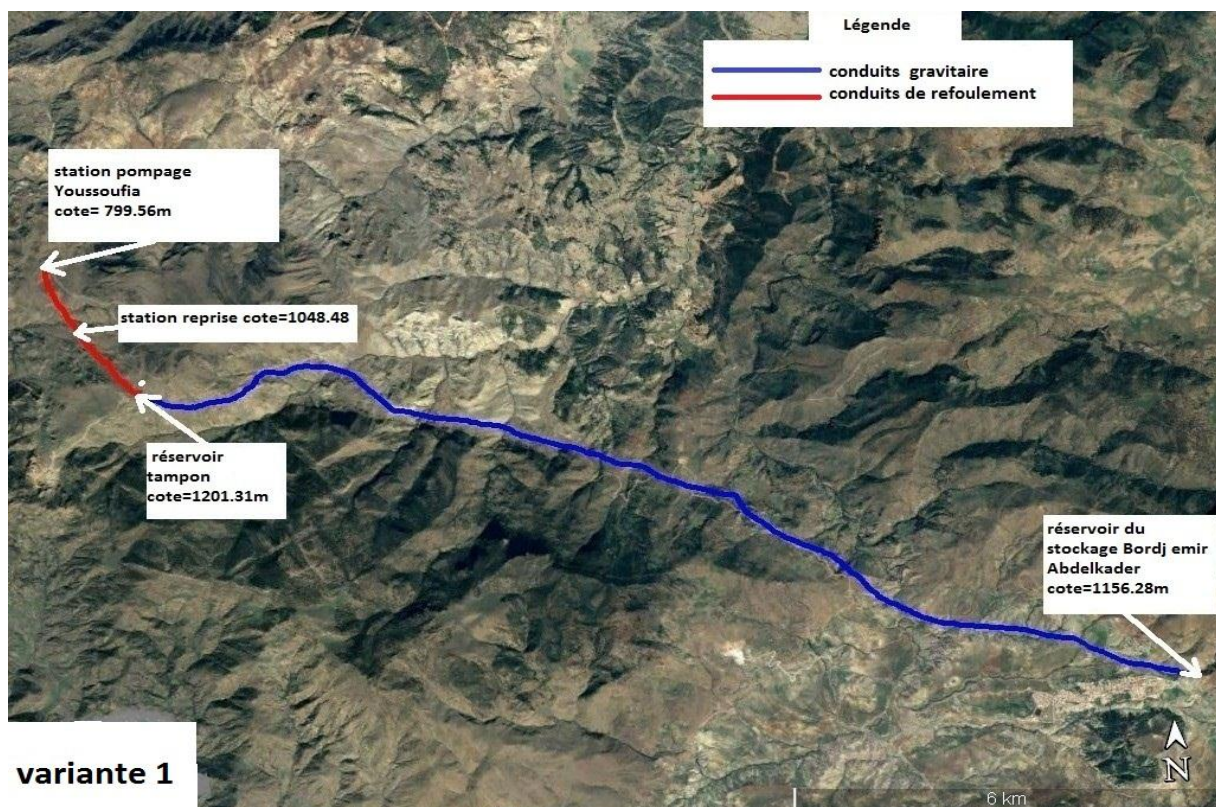 Légende
conduits gravitaire
conduits de refoulement
station pompage
Youssoufia
cote= 799.56m
station reprise cote=1048.48
réservoir
tampon
cote=1201.31m
réservoir du
stockage Bordj emir
Abdelkader
cote=1156.28m
variante 1
N
6 km